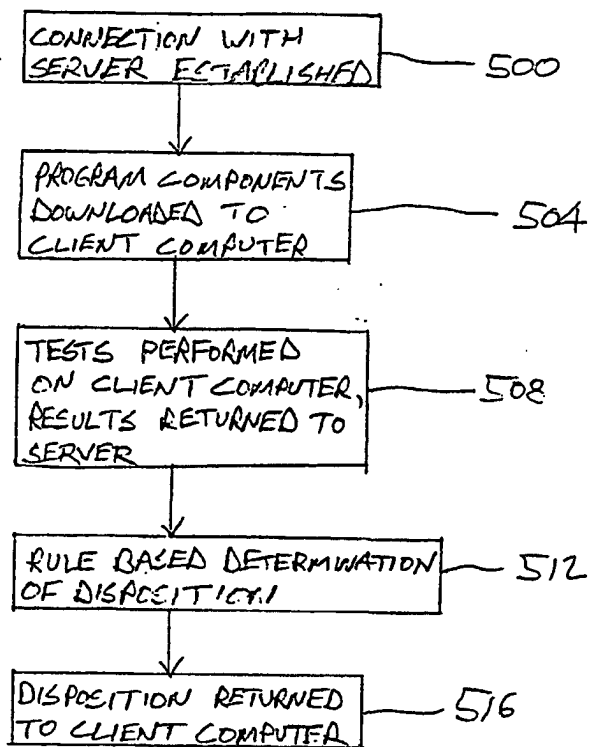 CONNECTION WITH
SERVER ESTABLISHED
500
PROGRAM COMPONENTS
DOWNLOADED TO
CLIENT COMPUTER
504
TESTS PERFORMED
ON CLIENT COMPUTER,
RESULTS RETURNED TO
SERVER
508
RULE BASED DETERMINATION
OF DISPOSITION
512
DISPOSITION RETURNED
TO CLIENT COMPUTER
516